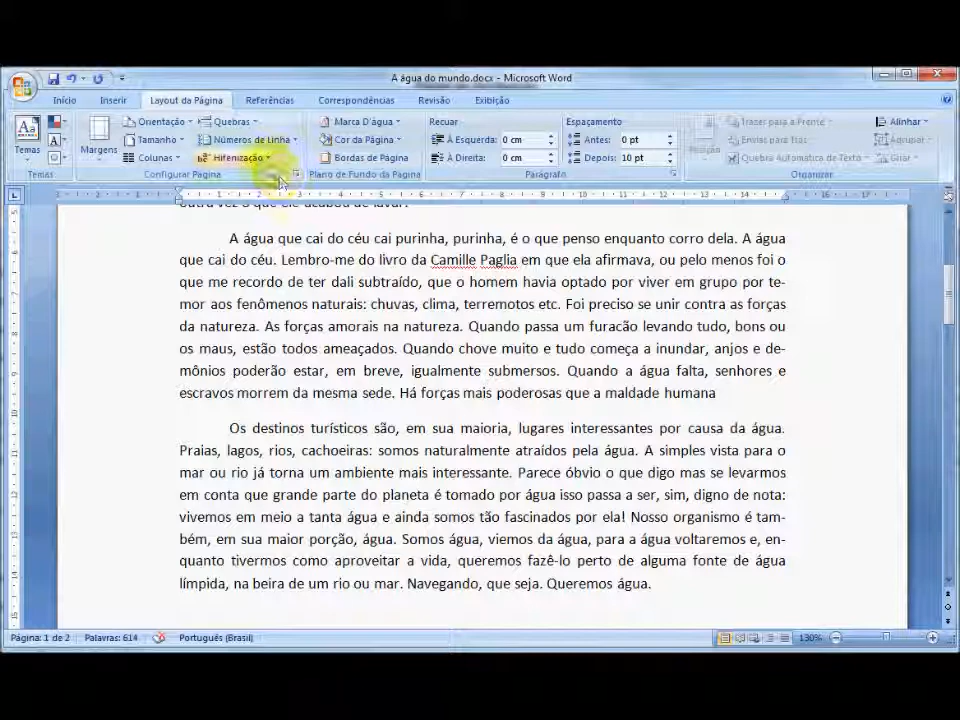 A água do mundo.docx - Microsoft Word
Início Inserir Layout da Página Referências Correspondências Revisão Exibição
Temas
Margens
Orientação
Tamanho
Colunas
Quebras
Números de Linha
Hifenização
Marca D'água
Cor da Página
Bordas de Página
Recuar
À Esquerda: 0 cm
À Direita: 0 cm
Espaçamento
Antes: 0 pt
Depois: 10 pt
Posição
Trazer para a Frente
Enviar para Trás
Quebra Automática de Texto
Alinhar
Agrupar
Girar
Temas Configurar Página Plano de Fundo da Página Parágrafo Organizar
outra vez o que ele acabou de lavar.
A água que cai do céu cai purinha, purinha, é o que penso enquanto corro dela. A água
que cai do céu. Lembro-me do livro da Camille Paglia em que ela afirmava, ou pelo menos foi o
que me recordo de ter dali subtraído, que o homem havia optado por viver em grupo por te-
mor aos fenômenos naturais: chuvas, clima, terremotos etc. Foi preciso se unir contra as forças
da natureza. As forças amorais na natureza. Quando passa um furacão levando tudo, bons ou
os maus, estão todos ameaçados. Quando chove muito e tudo começa a inundar, anjos e de-
mônios poderão estar, em breve, igualmente submersos. Quando a água falta, senhores e
escravos morrem da mesma sede. Há forças mais poderosas que a maldade humana
Os destinos turísticos são, em sua maioria, lugares interessantes por causa da água.
Praias, lagos, rios, cachoeiras: somos naturalmente atraídos pela água. A simples vista para o
mar ou rio já torna um ambiente mais interessante. Parece óbvio o que digo mas se levarmos
em conta que grande parte do planeta é tomado por água isso passa a ser, sim, digno de nota:
vivemos em meio a tanta água e ainda somos tão fascinados por ela! Nosso organismo é tam-
bém, em sua maior porção, água. Somos água, viemos da água, para a água voltaremos e, en-
quanto tivermos como aproveitar a vida, queremos fazê-lo perto de alguma fonte de água
límpida, na beira de um rio ou mar. Navegando, que seja. Queremos água.
Página: 1 de 2 Palavras: 614 Português (Brasil) 130%